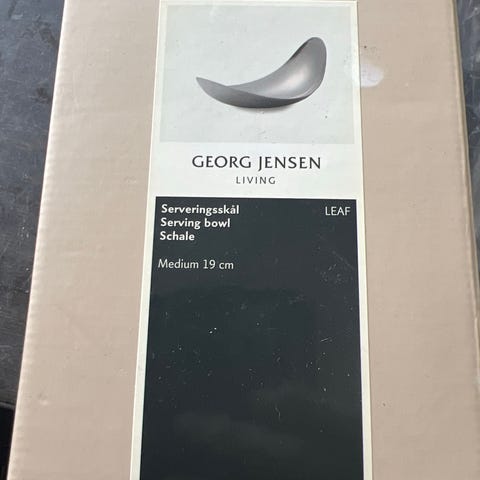 GEORG JENSEN
LIVING
Serveringsskål LEAF
Serving bowl
Schale
Medium 19 cm